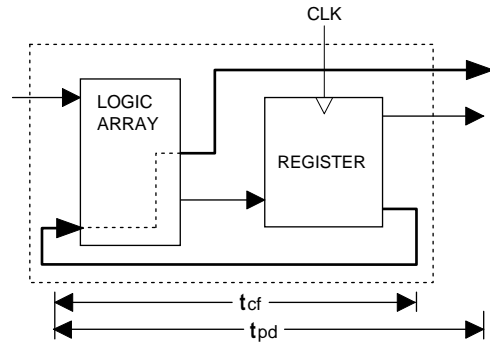 CLK
LOGIC
ARRAY
REGISTER
tcf
tpd